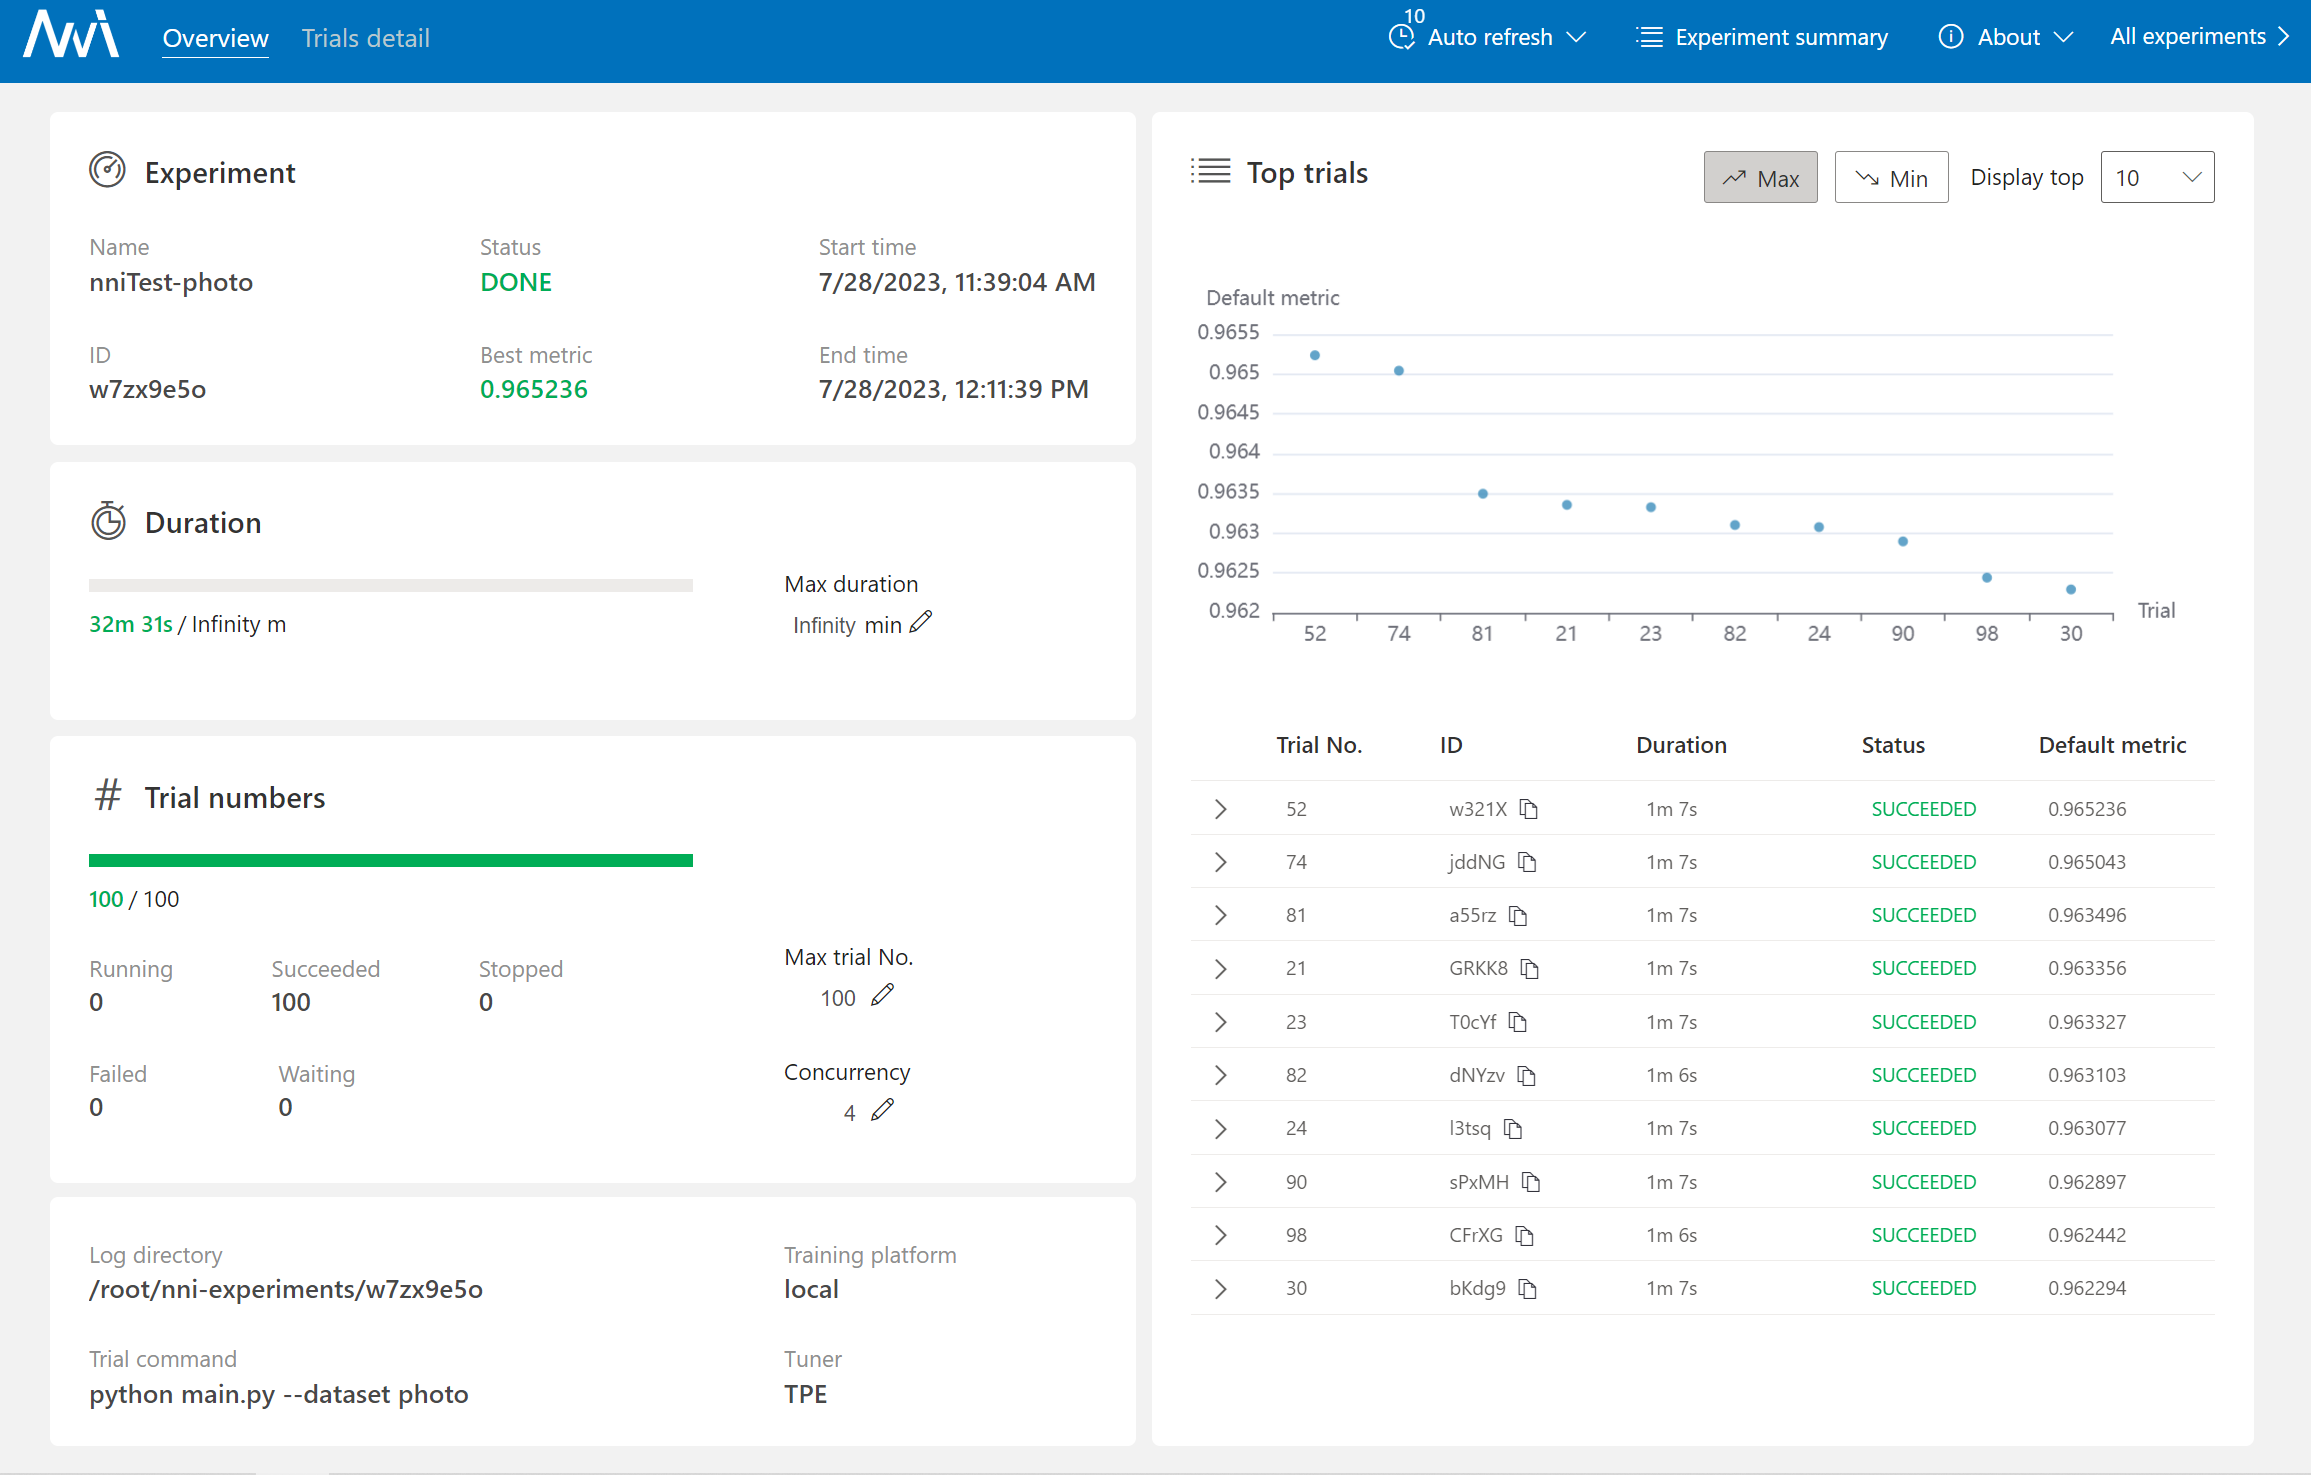 NNI Overview Trials detail 10 Auto refresh Experiment summary About All experiments
Experiment
Name Status Start time
nniTest-photo DONE 7/28/2023, 11:39:04 AM
ID Best metric End time
w7zx9e5o 0.965236 7/28/2023, 12:11:39 PM
Duration
32m 31s / Infinity m
Max duration
Infinity min
# Trial numbers
100 / 100
Running Succeeded Stopped
0 100 0
Failed Waiting
0 0
Max trial No.
100
Concurrency
4
Log directory Training platform
/root/nni-experiments/w7zx9e5o local
Trial command Tuner
python main.py --dataset photo TPE
Top trials Max Min Display top 10
Default metric
0.9655
0.965
0.9645
0.964
0.9635
0.963
0.9625
0.962
52 74 81 21 23 82 24 90 98 30
Trial
Trial No. ID Duration Status Default metric
52 w321X 1m 7s SUCCEEDED 0.965236
74 jddNG 1m 7s SUCCEEDED 0.965043
81 a55rz 1m 7s SUCCEEDED 0.963496
21 GRKK8 1m 7s SUCCEEDED 0.963356
23 T0cYf 1m 7s SUCCEEDED 0.963327
82 dNYzv 1m 6s SUCCEEDED 0.963103
24 l3tsq 1m 7s SUCCEEDED 0.963077
90 sPxMH 1m 7s SUCCEEDED 0.962897
98 CFrXG 1m 6s SUCCEEDED 0.962442
30 bKdg9 1m 7s SUCCEEDED 0.962294